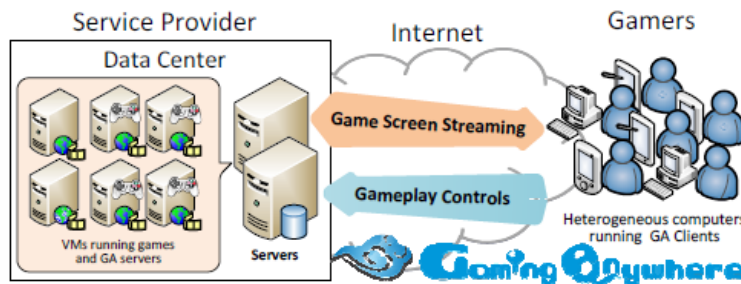 Service Provider
Internet
Gamers
Data Center
Game Screen Streaming
Gameplay Controls
VMs running games
and GA servers
Servers
Heterogeneous computers
running GA Clients
Gaming Anywhere